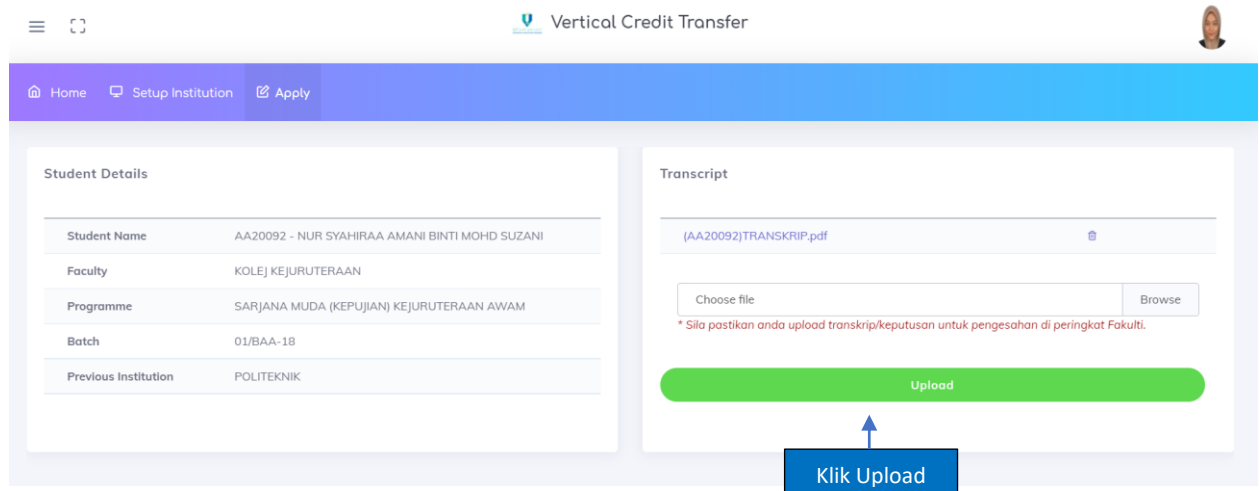 Vertical Credit Transfer
Home Setup Institution Apply
Student Details
Student Name AA20092 - NUR SYAHIRAA AMANI BINTI MOHD SUZANI
Faculty KOLEJ KEJURUTERAAN
Programme SARJANA MUDA (KEPUJIAN) KEJURUTERAAN AWAM
Batch 01/BAA-18
Previous Institution POLITEKNIK
Transcript
(AA20092)TRANSKRIP.pdf
Choose file Browse
* Sila pastikan anda upload transkrip/keputusan untuk pengesahan di peringkat Fakulti.
Upload
Klik Upload